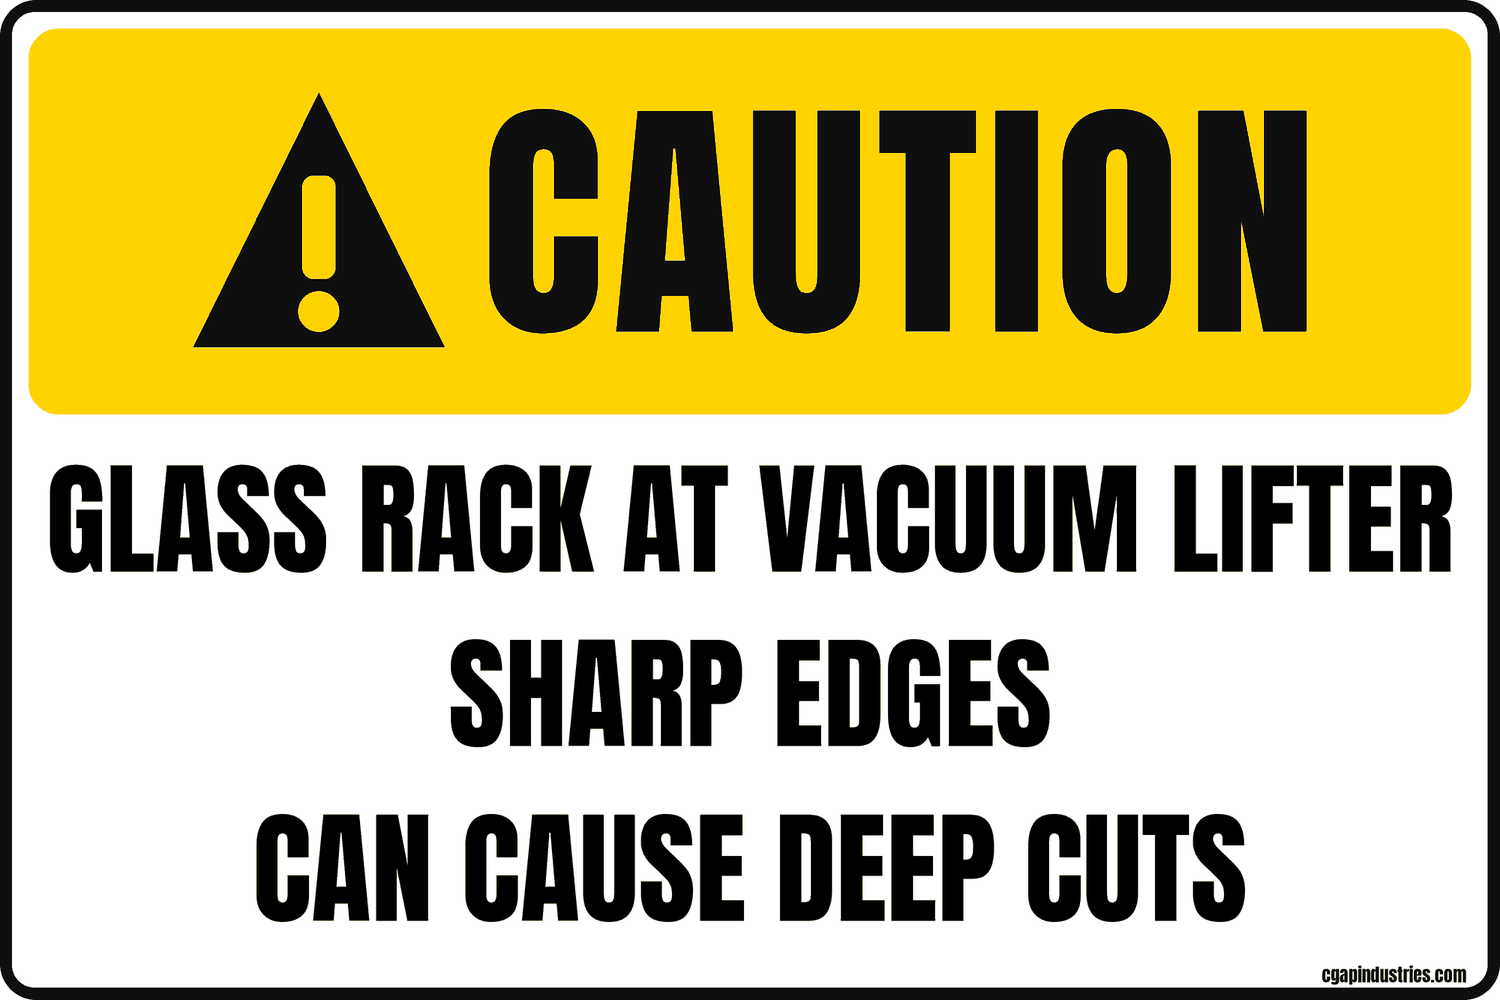 CAUTION
GLASS RACK AT VACUUM LIFTER
SHARP EDGES
CAN CAUSE DEEP CUTS
cgapindustries.com